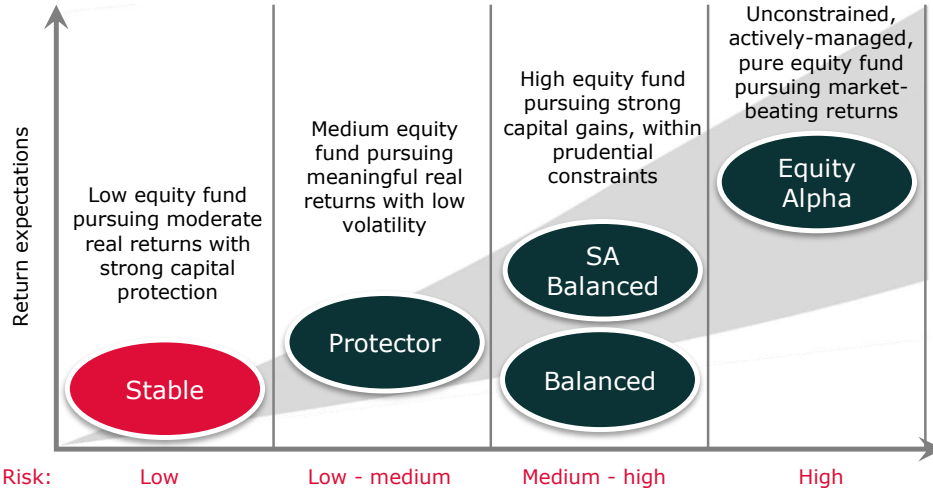 Return expectations
Low equity fund
pursuing moderate
real returns with
strong capital
protection
Stable
Medium equity
fund pursuing
meaningful real
returns with low
volatility
Protector
High equity fund
pursuing strong
capital gains, within
prudential
constraints
SA
Balanced
Balanced
Unconstrained,
actively-managed,
pure equity fund
pursuing market-
beating returns
Equity
Alpha
Risk:
Low
Low - medium
Medium - high
High